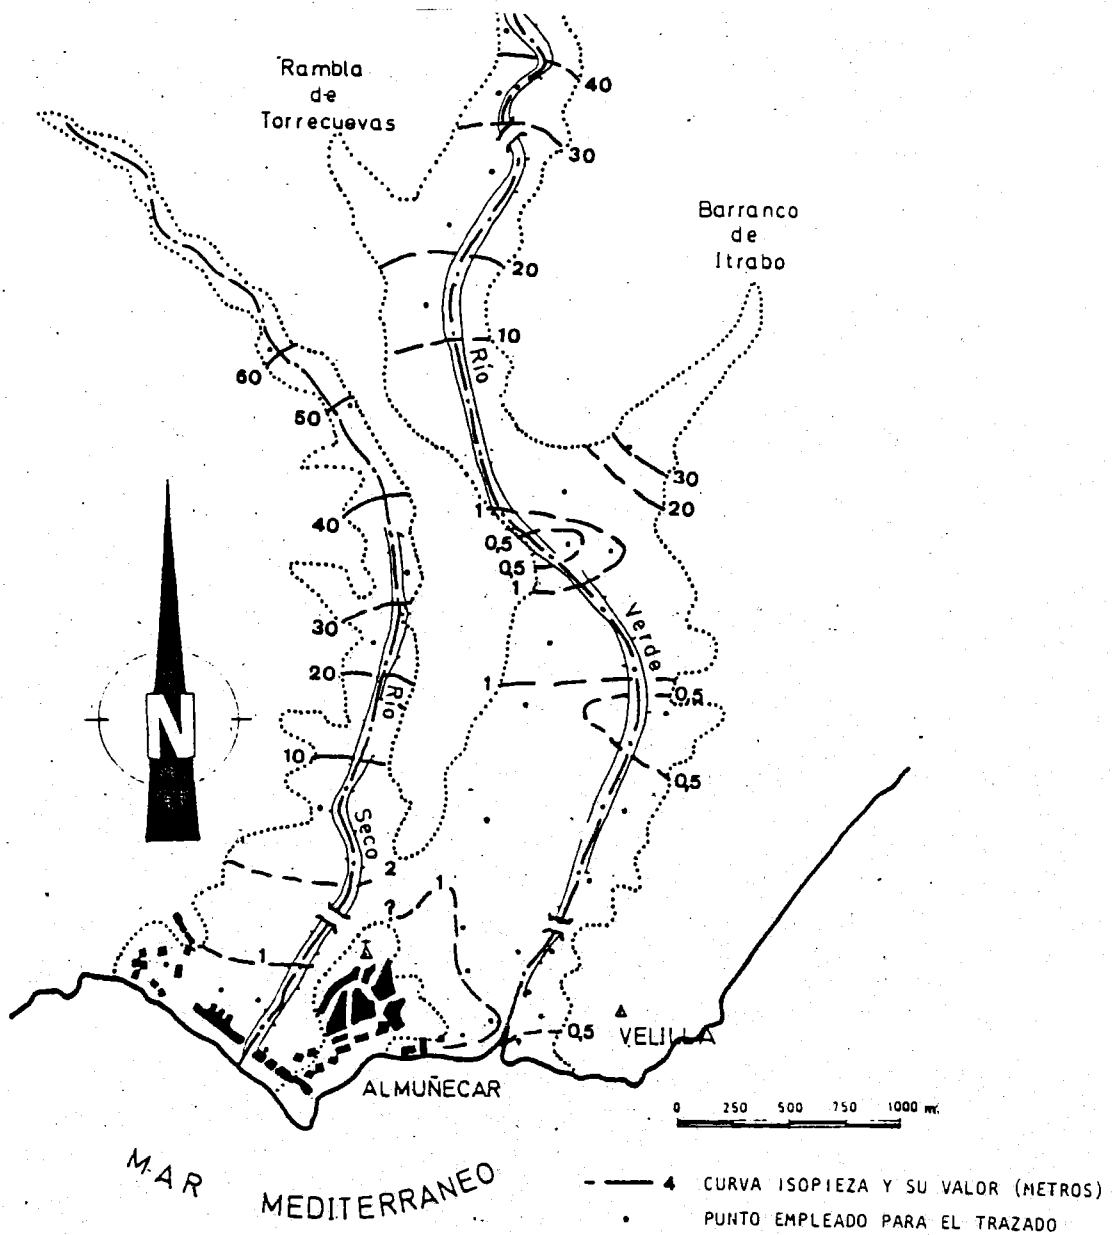 Rambla
de
Torrecuevas
40
30
Barranco
de
Itrabo
20
10
Río
60
50
30
20
40
1
0,5
0,5
1
Verde
30
20
Río
1
0,5
N
10
0,5
Seco
2
1
?
1
0,5
VELILLA
ALMUÑECAR
0 250 500 750 1000 m.
MAR
MEDITERRANEO
4 CURVA ISOPIEZA Y SU VALOR (METROS)
PUNTO EMPLEADO PARA EL TRAZADO